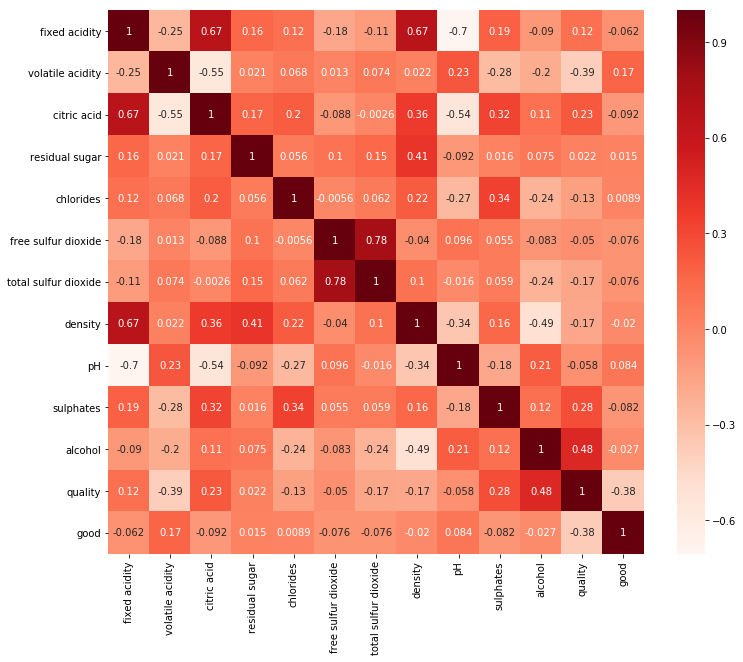 fixed acidity 1 -0.25 0.67 0.16 0.12 -0.18 -0.11 0.67 -0.7 0.19 -0.09 0.12 -0.062
volatile acidity -0.25 1 -0.55 0.021 0.068 0.013 0.074 0.022 0.23 -0.28 -0.2 -0.39 0.17
citric acid 0.67 -0.55 1 0.17 0.2 -0.088 -0.0026 0.36 -0.54 0.32 0.11 0.23 -0.092
residual sugar 0.16 0.021 0.17 1 0.056 0.1 0.15 0.41 -0.092 0.016 0.075 0.022 0.015
chlorides 0.12 0.068 0.2 0.056 1 -0.0056 0.062 0.22 -0.27 0.34 -0.24 -0.13 0.0089
free sulfur dioxide -0.18 0.013 -0.088 0.1 -0.0056 1 0.78 -0.04 0.096 0.055 -0.083 -0.05 -0.076
total sulfur dioxide -0.11 0.074 -0.0026 0.15 0.062 0.78 1 0.1 -0.016 0.059 -0.24 -0.17 -0.076
density 0.67 0.022 0.36 0.41 0.22 -0.04 0.1 1 -0.34 0.16 -0.49 -0.17 -0.02
pH -0.7 0.23 -0.54 -0.092 -0.27 0.096 -0.016 -0.34 1 -0.18 0.21 -0.058 0.084
sulphates 0.19 -0.28 0.32 0.016 0.34 0.055 0.059 0.16 -0.18 1 0.12 0.28 -0.082
alcohol -0.09 -0.2 0.11 0.075 -0.24 -0.083 -0.24 -0.49 0.21 0.12 1 0.48 -0.027
quality 0.12 -0.39 0.23 0.022 -0.13 -0.05 -0.17 -0.17 -0.058 0.28 0.48 1 -0.38
good -0.062 0.17 -0.092 0.015 0.0089 -0.076 -0.076 -0.02 0.084 -0.082 -0.027 -0.38 1
fixed acidity
volatile acidity
citric acid
residual sugar
chlorides
free sulfur dioxide
total sulfur dioxide
density
pH
sulphates
alcohol
quality
good
0.9
0.6
0.3
0.0
−0.3
−0.6